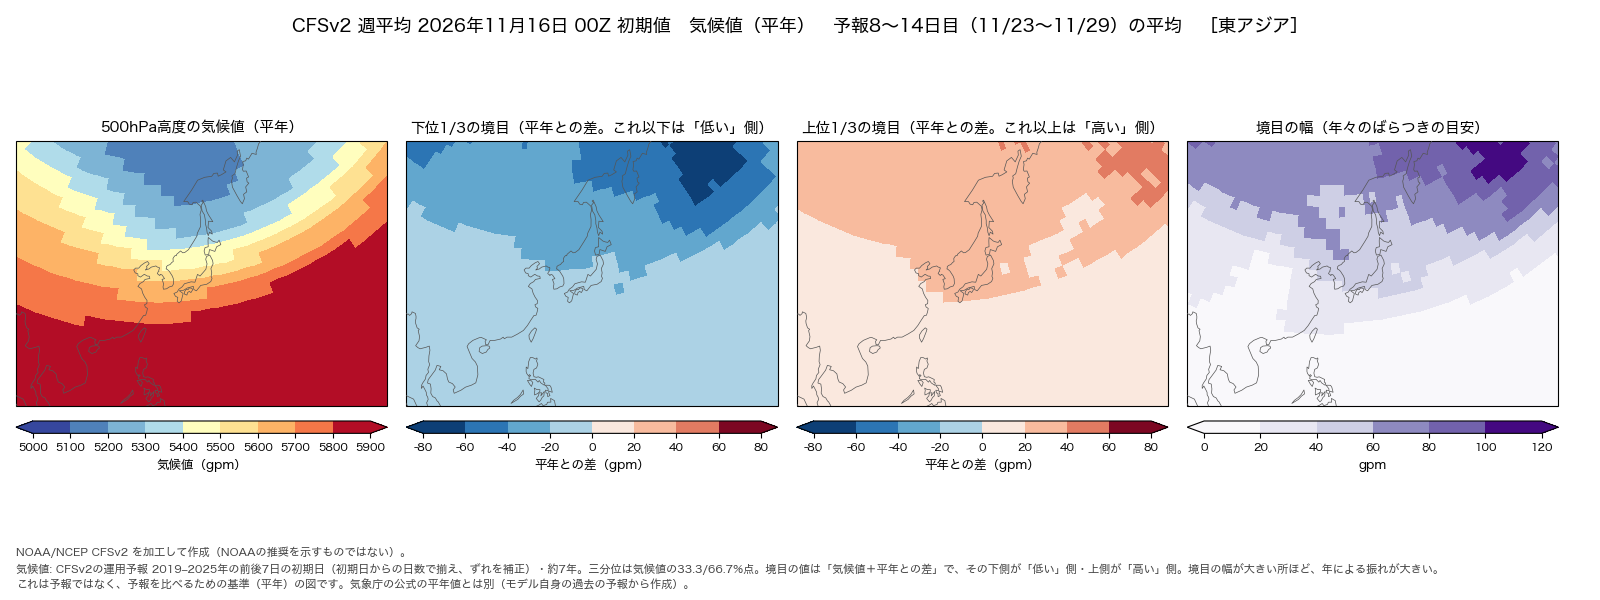 CFSv2 週平均 2026年11月16日 00Z 初期値　気候値（平年）　予報8〜14日目（11/23〜11/29）の平均　［東アジア］
500hPa高度の気候値（平年）
下位1/3の境目（平年との差。これ以下は「低い」側）
上位1/3の境目（平年との差。これ以上は「高い」側）
境目の幅（年々のばらつきの目安）
5000 5100 5200 5300 5400 5500 5600 5700 5800 5900
気候値（gpm）
-80 -60 -40 -20 0 20 40 60 80
平年との差（gpm）
-80 -60 -40 -20 0 20 40 60 80
平年との差（gpm）
0 20 40 60 80 100 120
gpm
NOAA/NCEP CFSv2 を加工して作成（NOAAの推奨を示すものではない）。
気候値: CFSv2の運用予報 2019–2025年の前後7日の初期日（初期日からの日数で揃え、ずれを補正）・約7年。三分位は気候値の33.3/66.7%点。境目の値は「気候値＋平年との差」で、その下側が「低い」側・上側が「高い」側。境目の幅が大きい所ほど、年による振れが大きい。
これは予報ではなく、予報を比べるための基準（平年）の図です。気象庁の公式の平年値とは別（モデル自身の過去の予報から作成）。